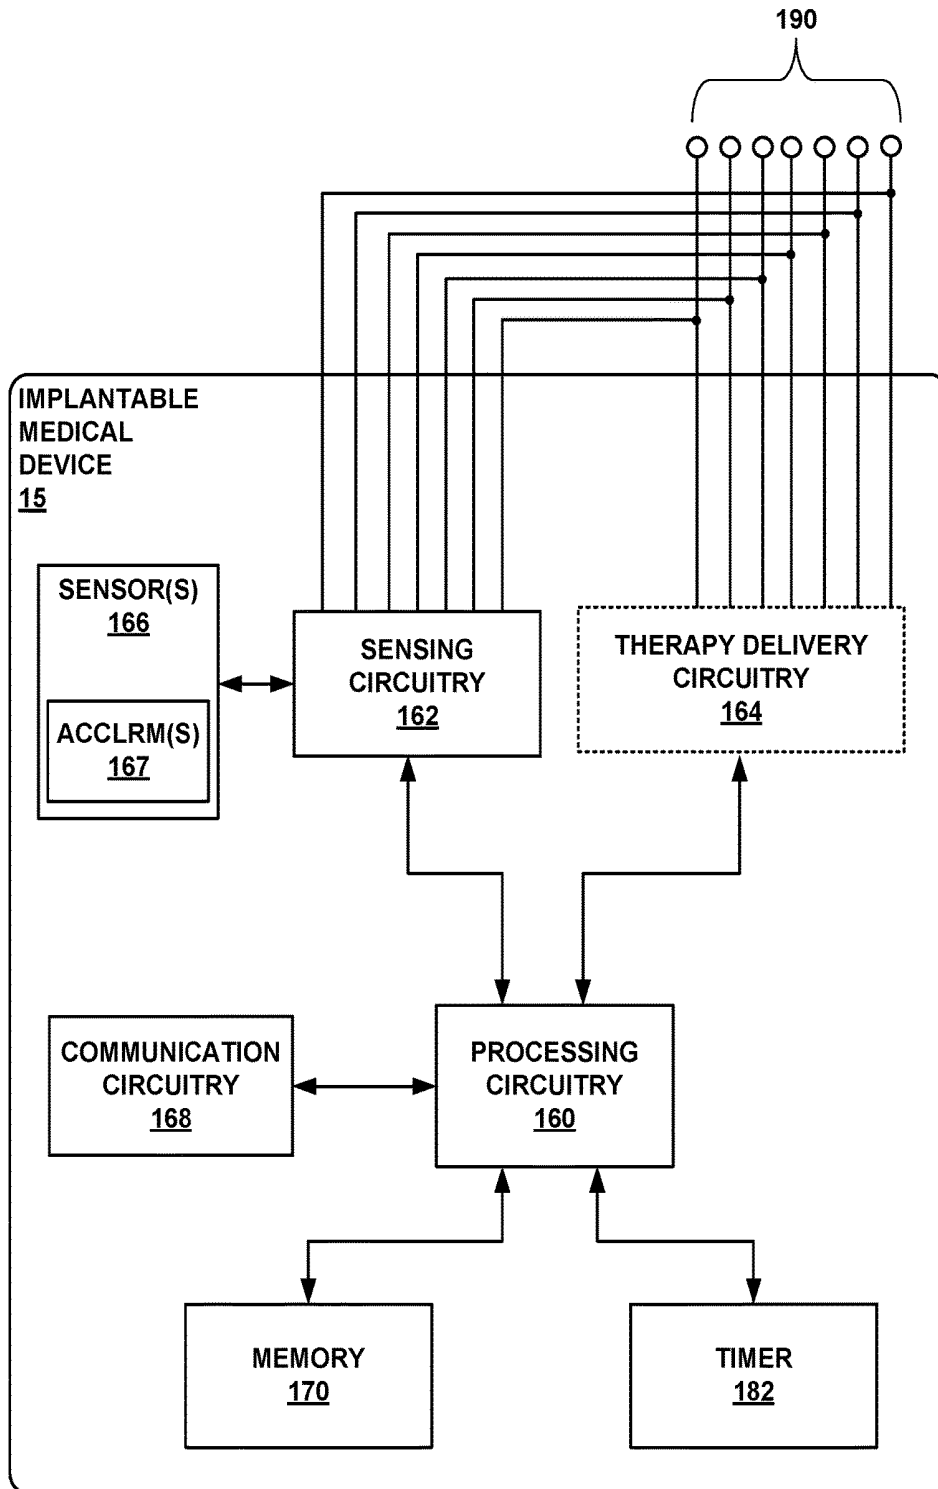 190
IMPLANTABLE
MEDICAL
DEVICE
15
SENSOR(S)
166
ACCLRM(S)
167
SENSING
CIRCUITRY
162
THERAPY DELIVERY
CIRCUITRY
164
COMMUNICATION
CIRCUITRY
168
PROCESSING
CIRCUITRY
160
MEMORY
170
TIMER
182